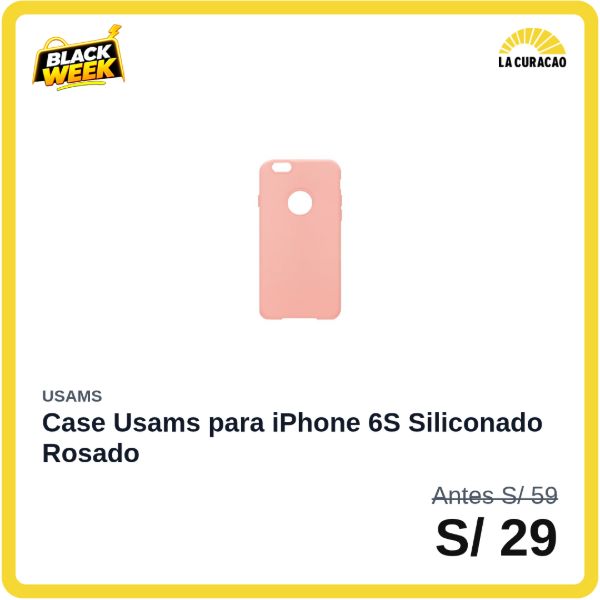 BLACK
WEEK
LA CURACAO
USAMS
Case Usams para iPhone 6S Siliconado
Rosado
Antes S/ 59
S/ 29